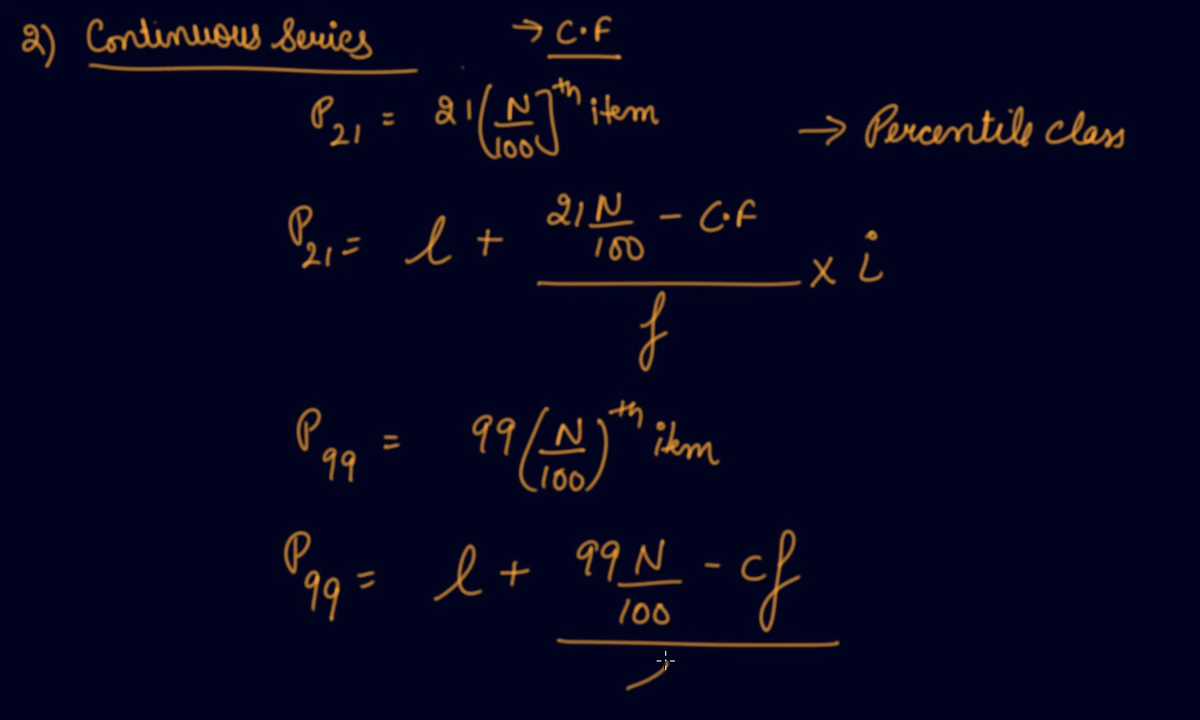 2) Continuous Series → C.F
P21 = 21(N/100]th item → Percentile class
P21 = l + (21N/100 - C.F)/f x i
P99 = 99(N/100)th item
P99 = l + (99N/100 - cf)/